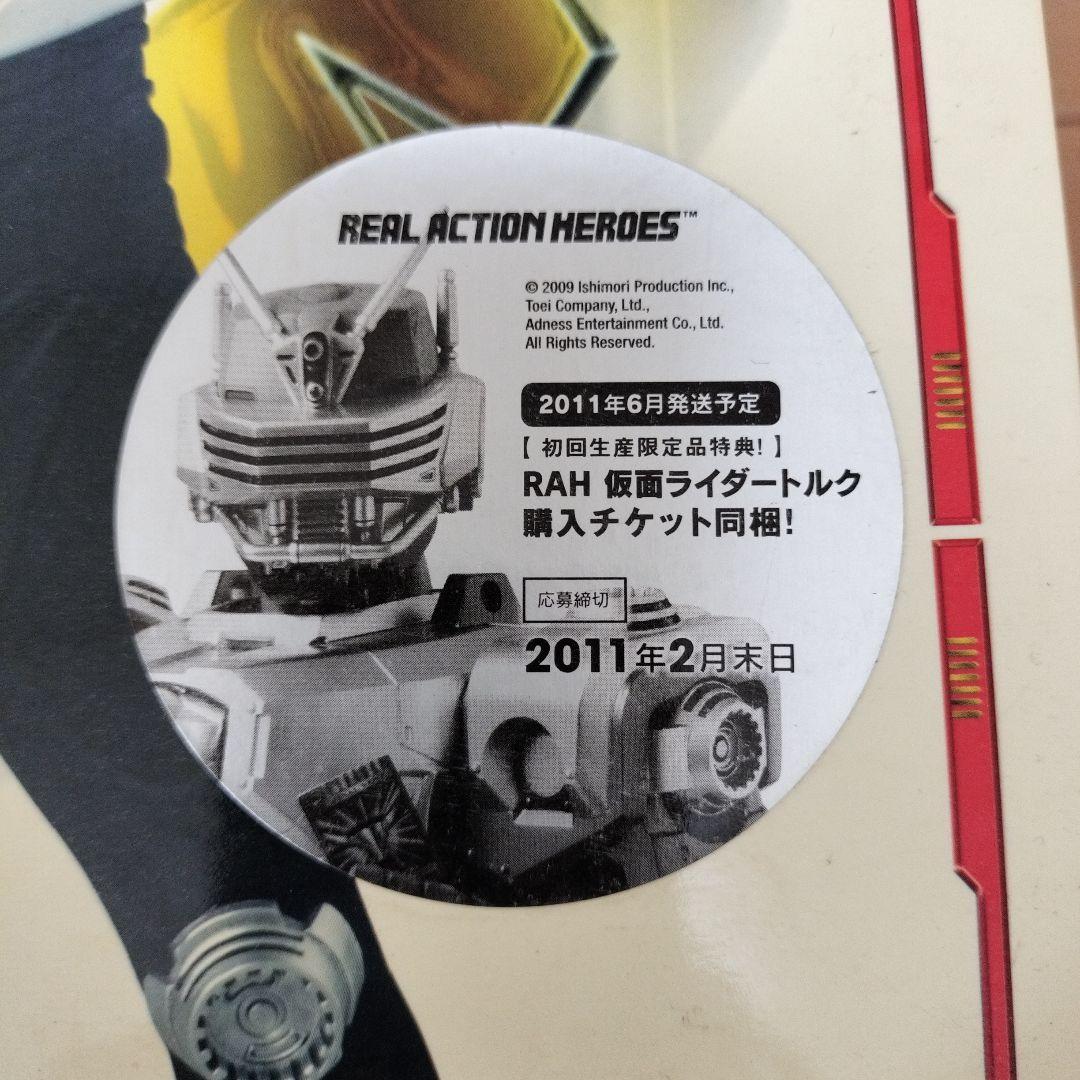 REAL ACTION HEROES™
© 2009 Ishimori Production Inc.,
Toei Company, Ltd.,
Adness Entertainment Co., Ltd.
All Rights Reserved.
2011年6月発送予定
【 初回生産限定品特典! 】
RAH 仮面ライダートルク
購入チケット同梱!
応募締切
2011年2月末日